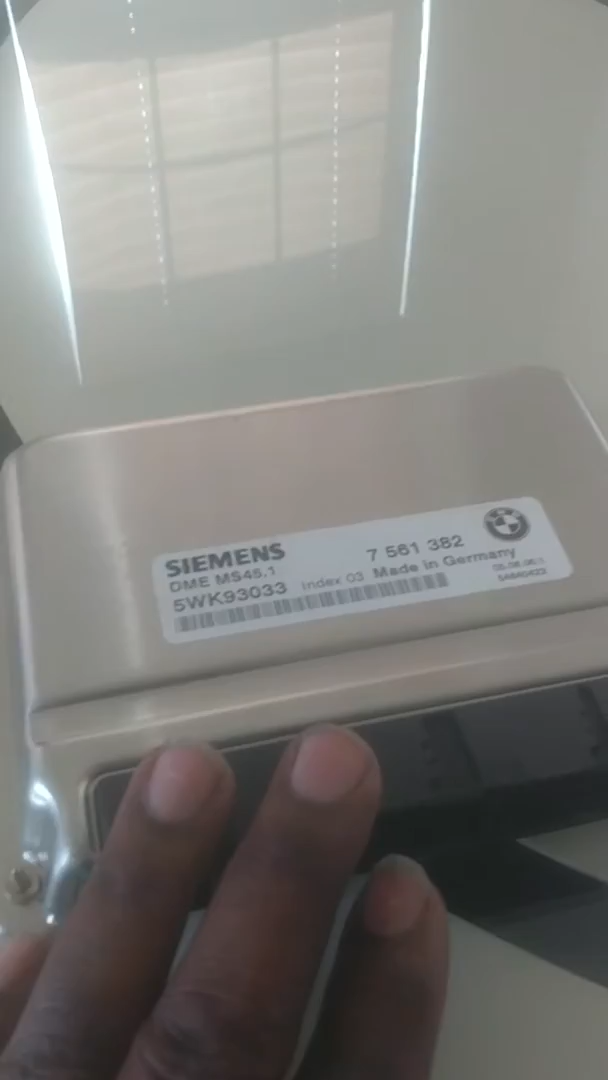 SIEMENS
DME MS45.1
5WK93033 Index 03
7 561 382
Made in Germany